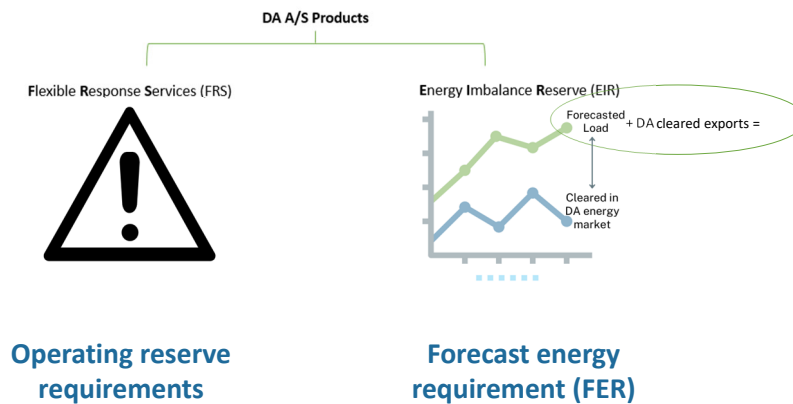 DA A/S Products
Flexible Response Services (FRS)
Energy Imbalance Reserve (EIR)
Forecasted
Load
+ DA cleared exports =
Cleared in
DA energy
market
Operating reserve
requirements
Forecast energy
requirement (FER)